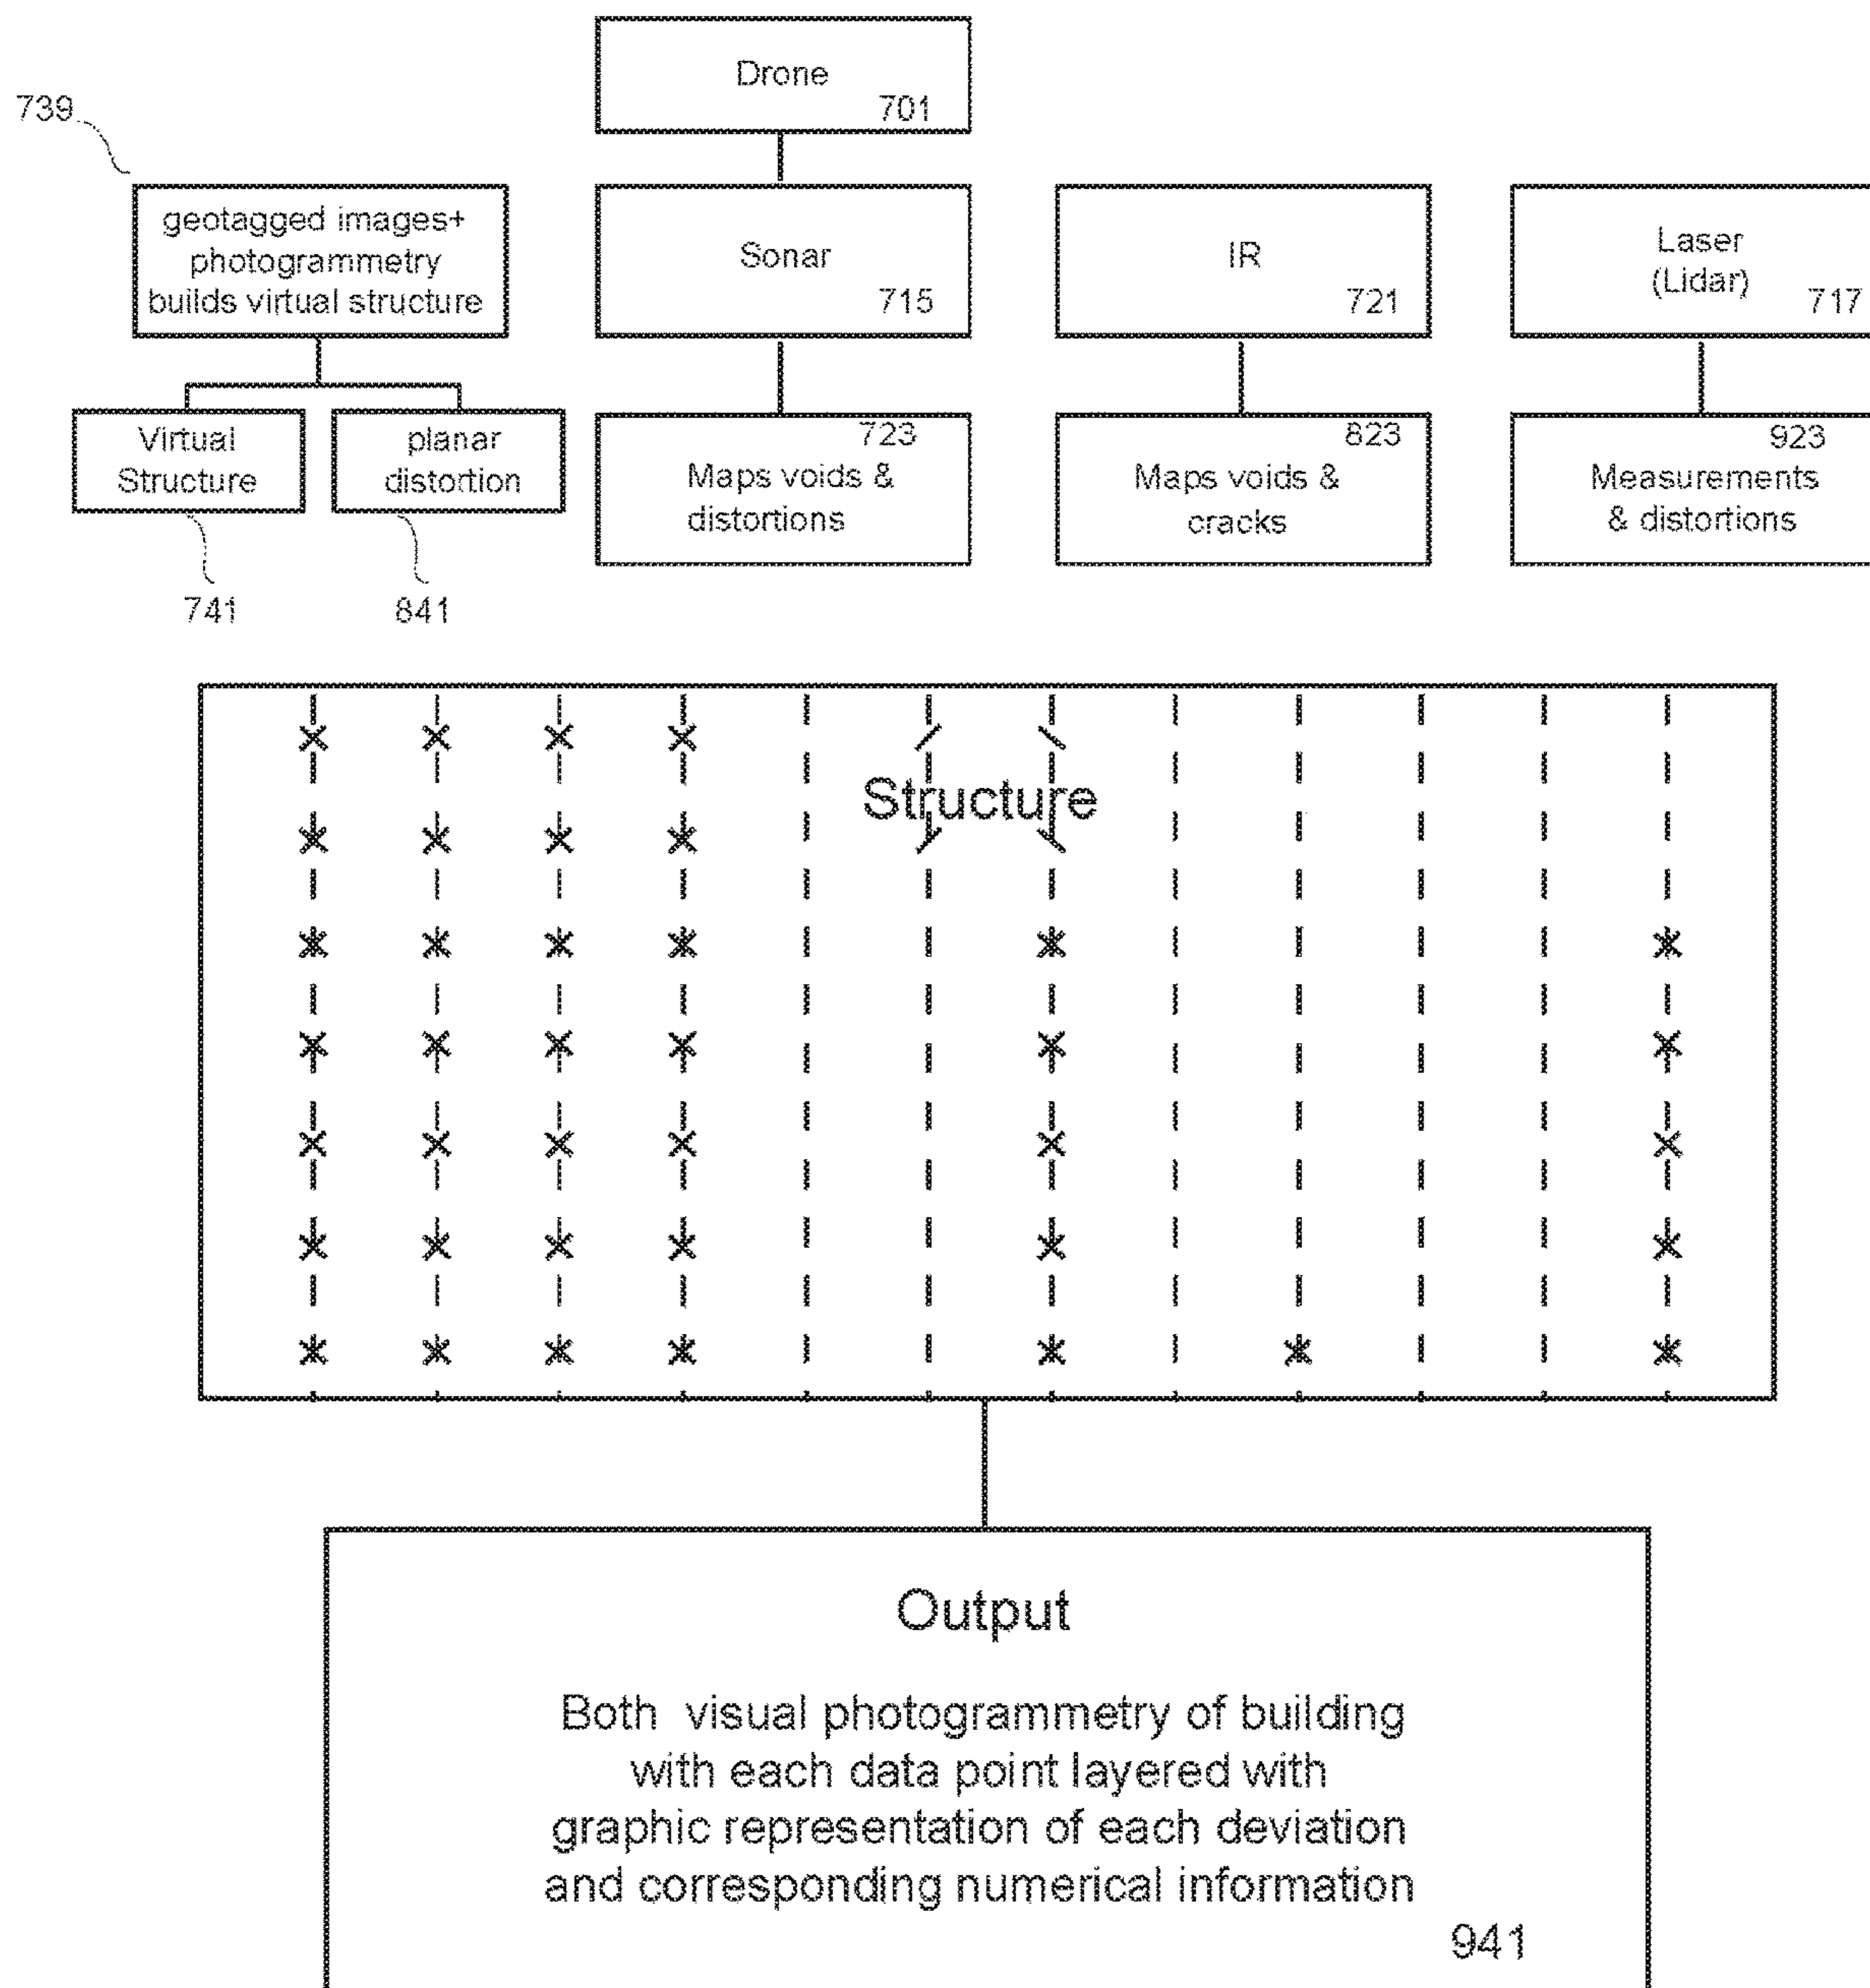 Drone
701
739
geotagged images+
photogrammetry
builds virtual structure
Sonar
715
IR
721
Laser
(Lidar)
717
Virtual
Structure
741
planar
distortion
841
723
Maps voids &
distortions
823
Maps voids &
cracks
923
Measurements
& distortions
Structure
Output
Both visual photogrammetry of building
with each data point layered with
graphic representation of each deviation
and corresponding numerical information
941